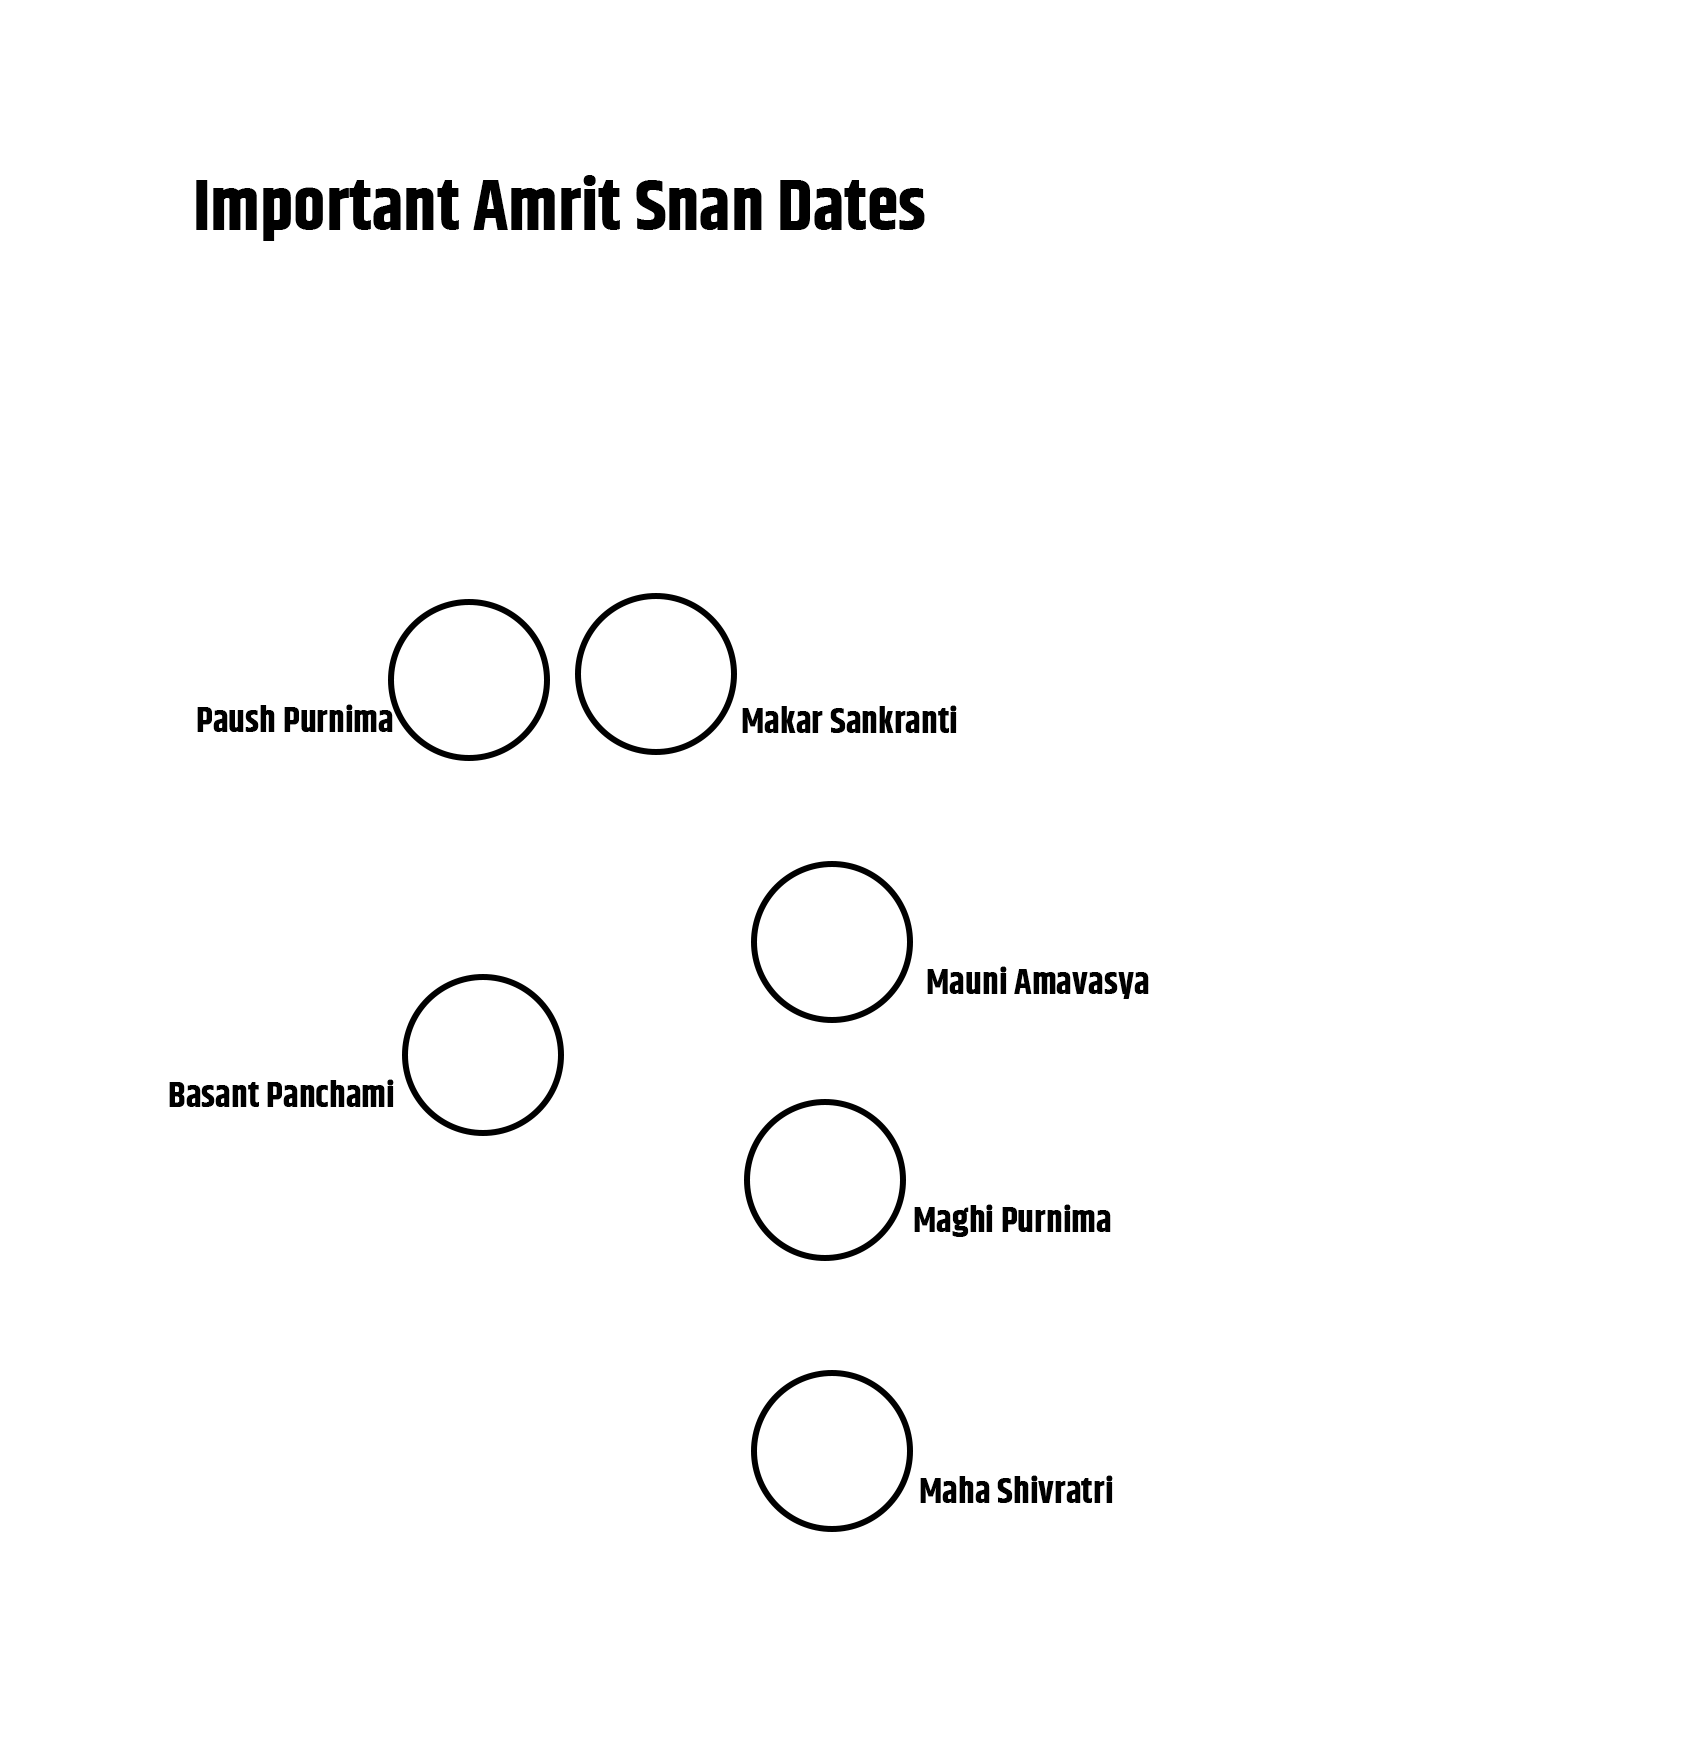 Important Amrit Snan Dates
Paush Purnima
Makar Sankranti
Mauni Amavasya
Basant Panchami
Maghi Purnima
Maha Shivratri